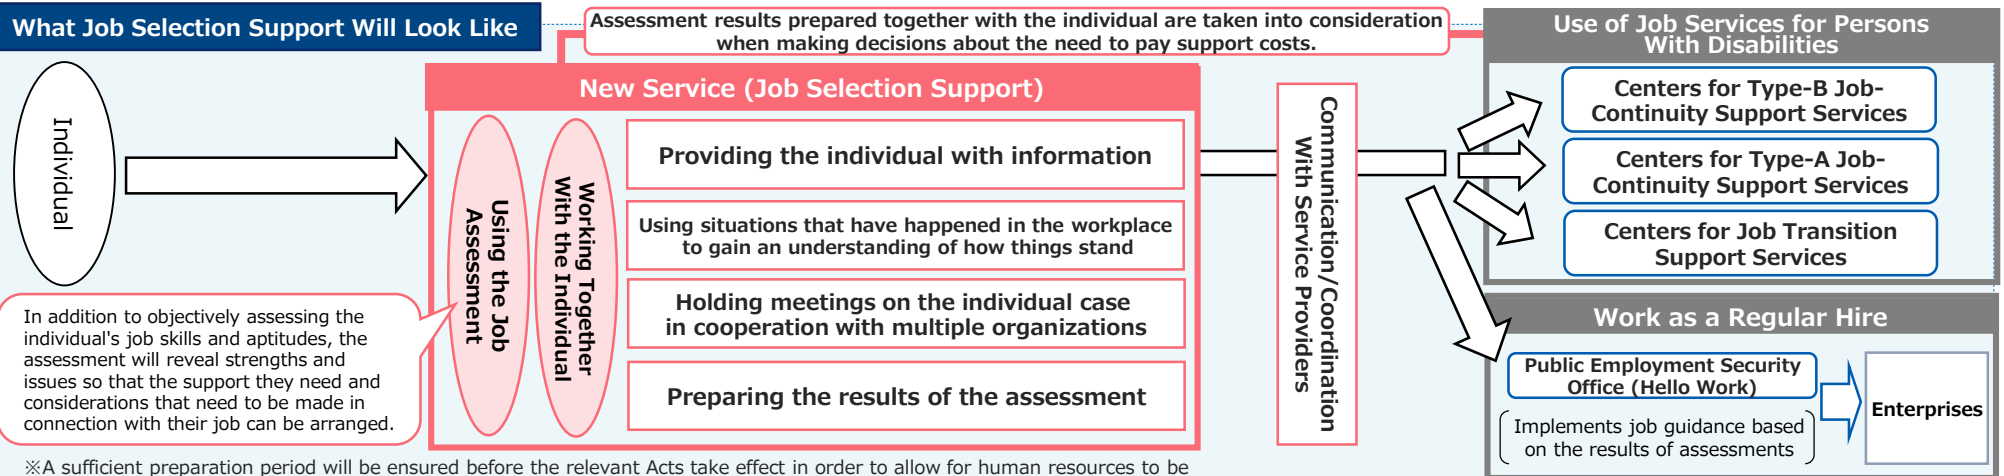 What Job Selection Support Will Look Like
Assessment results prepared together with the individual are taken into consideration
when making decisions about the need to pay support costs.
Individual
New Service (Job Selection Support)
Using the Job
Assessment
Working Together
With the Individual
Providing the individual with information
Using situations that have happened in the workplace
to gain an understanding of how things stand
Holding meetings on the individual case
in cooperation with multiple organizations
Preparing the results of the assessment
In addition to objectively assessing the
individual's job skills and aptitudes, the
assessment will reveal strengths and
issues so that the support they need and
considerations that need to be made in
connection with their job can be arranged.
Communication/Coordination
With Service Providers
Use of Job Services for Persons
With Disabilities
Centers for Type-B Job-
Continuity Support Services
Centers for Type-A Job-
Continuity Support Services
Centers for Job Transition
Support Services
Work as a Regular Hire
Public Employment Security
Office (Hello Work)
Implements job guidance based
on the results of assessments
Enterprises
※A sufficient preparation period will be ensured before the relevant Acts take effect in order to allow for human resources to be